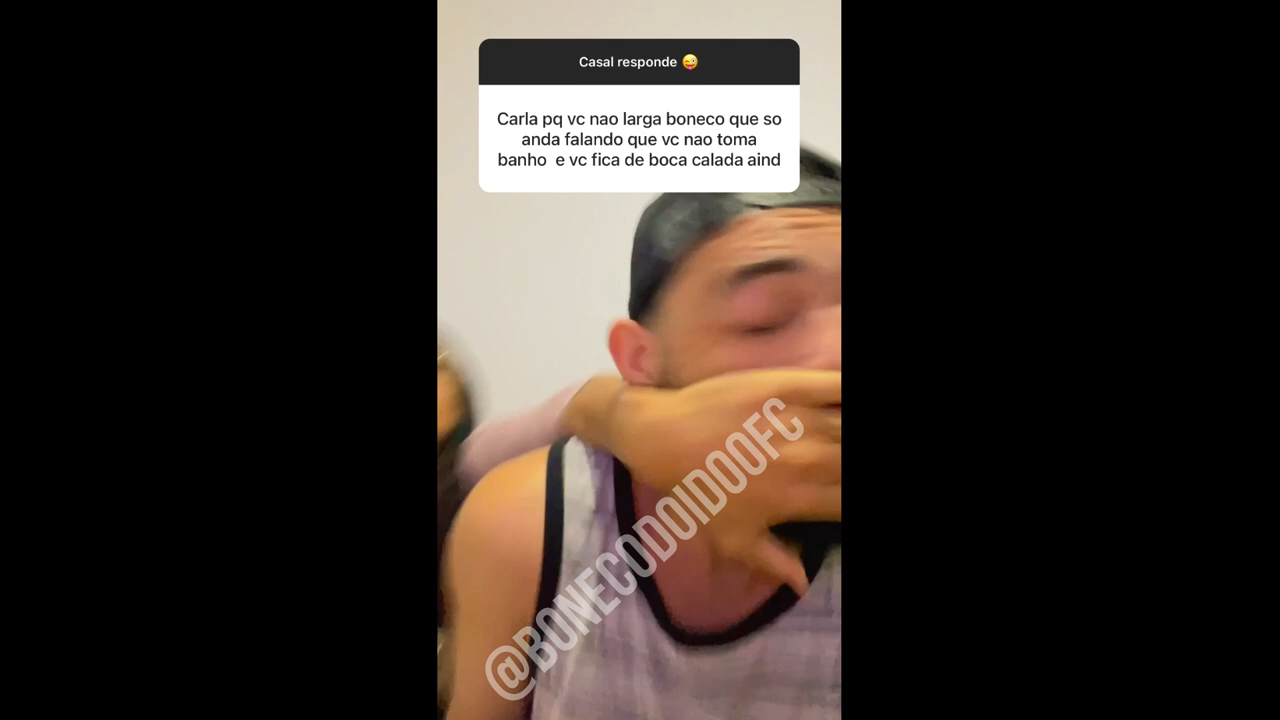 Casal responde 😜
Carla pq vc nao larga boneco que so
anda falando que vc nao toma
banho  e vc fica de boca calada aind
@BONECODOIDOOFC